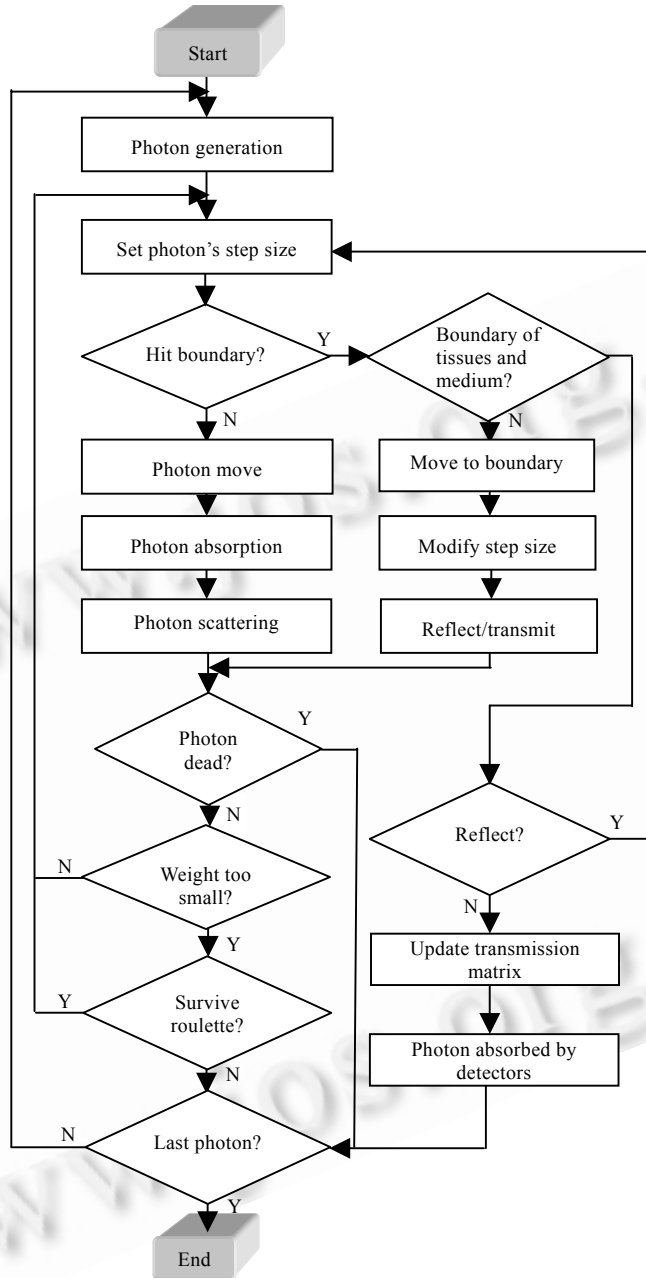 Start
Photon generation
Set photon's step size
Hit boundary?
Y
Boundary of
tissues and
medium?
N
N
Photon move
Move to boundary
Photon absorption
Modify step size
Photon scattering
Reflect/transmit
Photon
dead?
Y
N
Reflect?
Y
N
Weight too
small?
N
Y
Update transmission
matrix
Survive
roulette?
Y
N
Photon absorbed by
detectors
Last photon?
N
Y
End